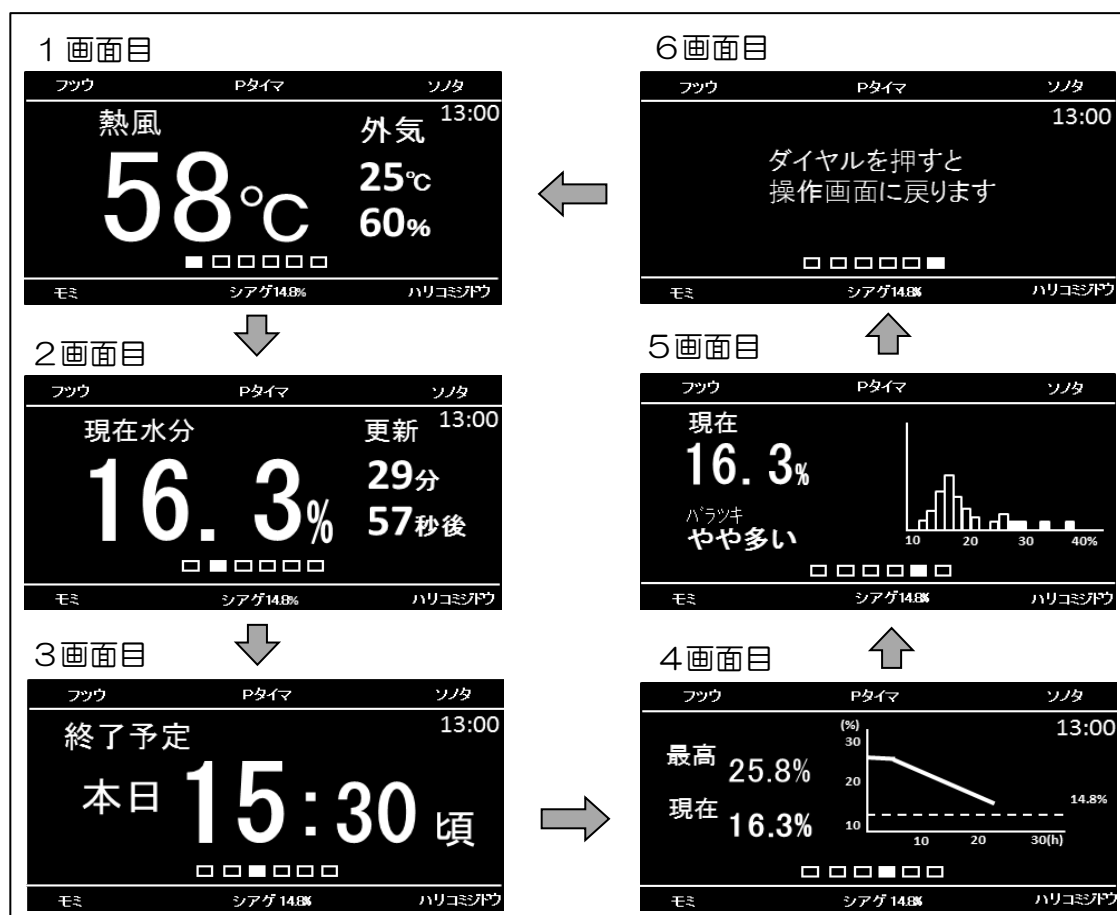 1画面目
フツウ Pタイマ ソノタ
13:00
熱風 外気
58℃ 25℃
60%
モミ シアゲ14.8% ハリコミジドウ
2画面目
フツウ Pタイマ ソノタ
13:00
現在水分 更新
16.3% 29分
57秒後
モミ シアゲ14.8% ハリコミジドウ
3画面目
フツウ Pタイマ ソノタ
13:00
終了予定
本日 15:30 頃
モミ シアゲ 14.8% ハリコミジドウ
4画面目
フツウ Pタイマ ソノタ
13:00
最高 25.8%
現在 16.3%
(%)
30
20
10
14.8%
10 20 30(h)
モミ シアゲ 14.8% ハリコミジドウ
5画面目
フツウ Pタイマ ソノタ
現在
16.3%
バラツキ
やや多い
10 20 30 40%
モミ シアゲ14.8% ハリコミジドウ
6画面目
フツウ Pタイマ ソノタ
13:00
ダイヤルを押すと
操作画面に戻ります
モミ シアゲ14.8% ハリコミジドウ